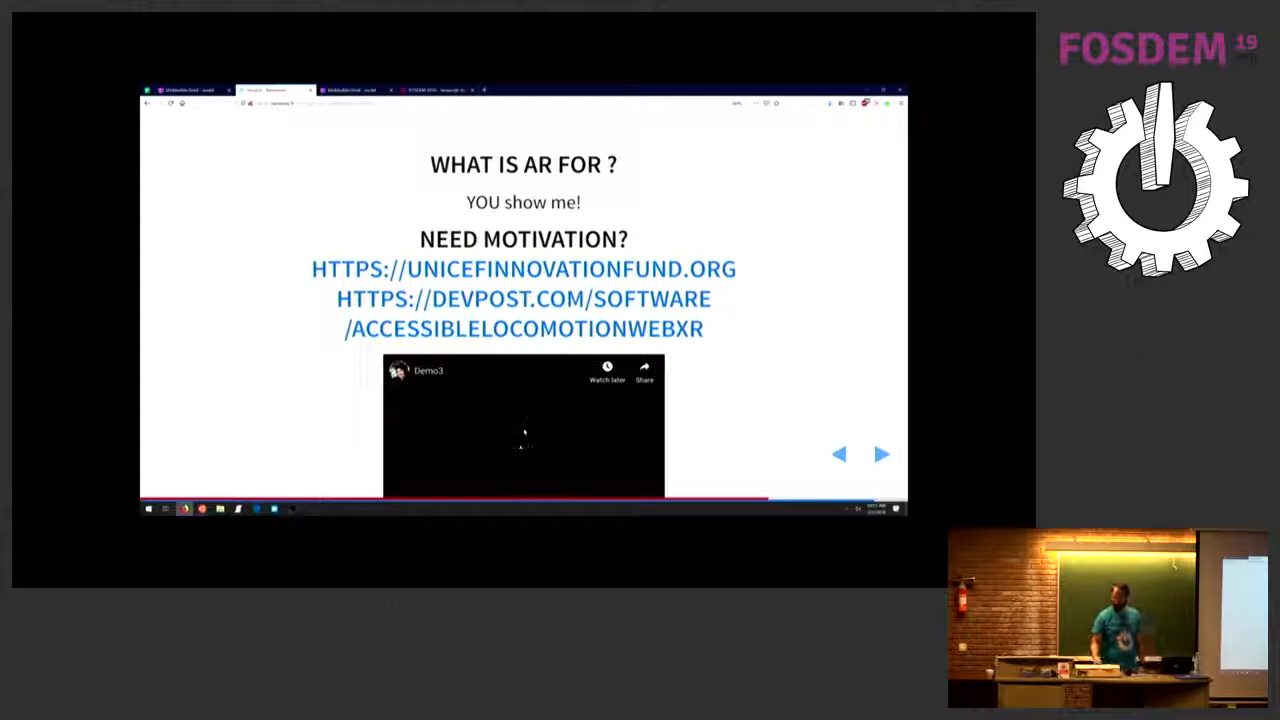 FOSDEM 19
WHAT IS AR FOR ?
YOU show me!
NEED MOTIVATION?
HTTPS://UNICEFINNOVATIONFUND.ORG
HTTPS://DEVPOST.COM/SOFTWARE
/ACCESSIBLELOCOMOTIONWEBXR
Demo3
Watch later
Share